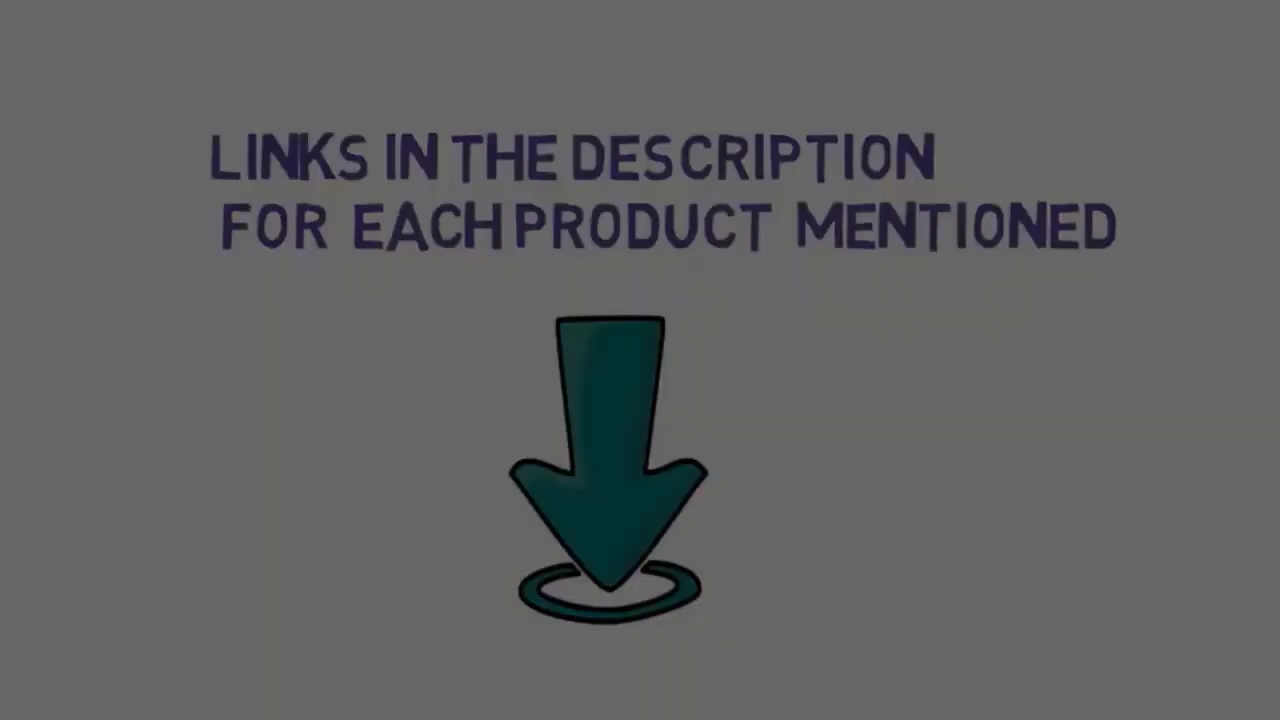 LINKS IN THE DESCRIPTION
FOR EACH PRODUCT MENTIONED